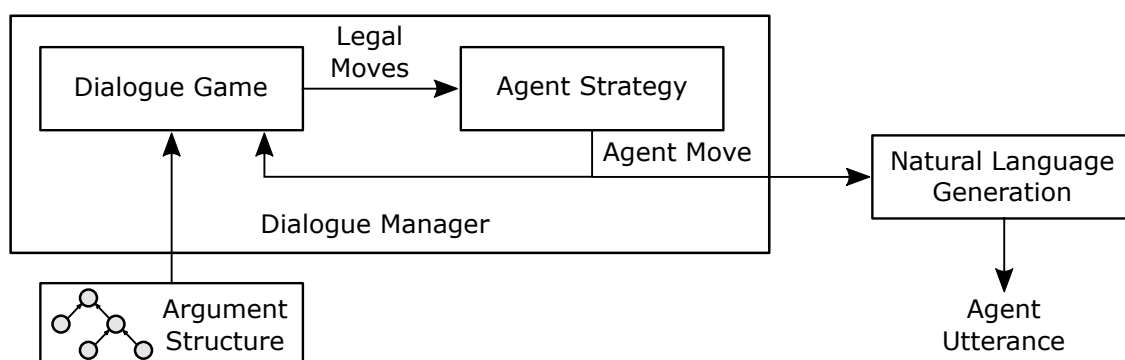 Legal
Moves
Dialogue Game
Agent Strategy
Agent Move
Natural Language
Generation
Dialogue Manager
Argument
Structure
Agent
Utterance